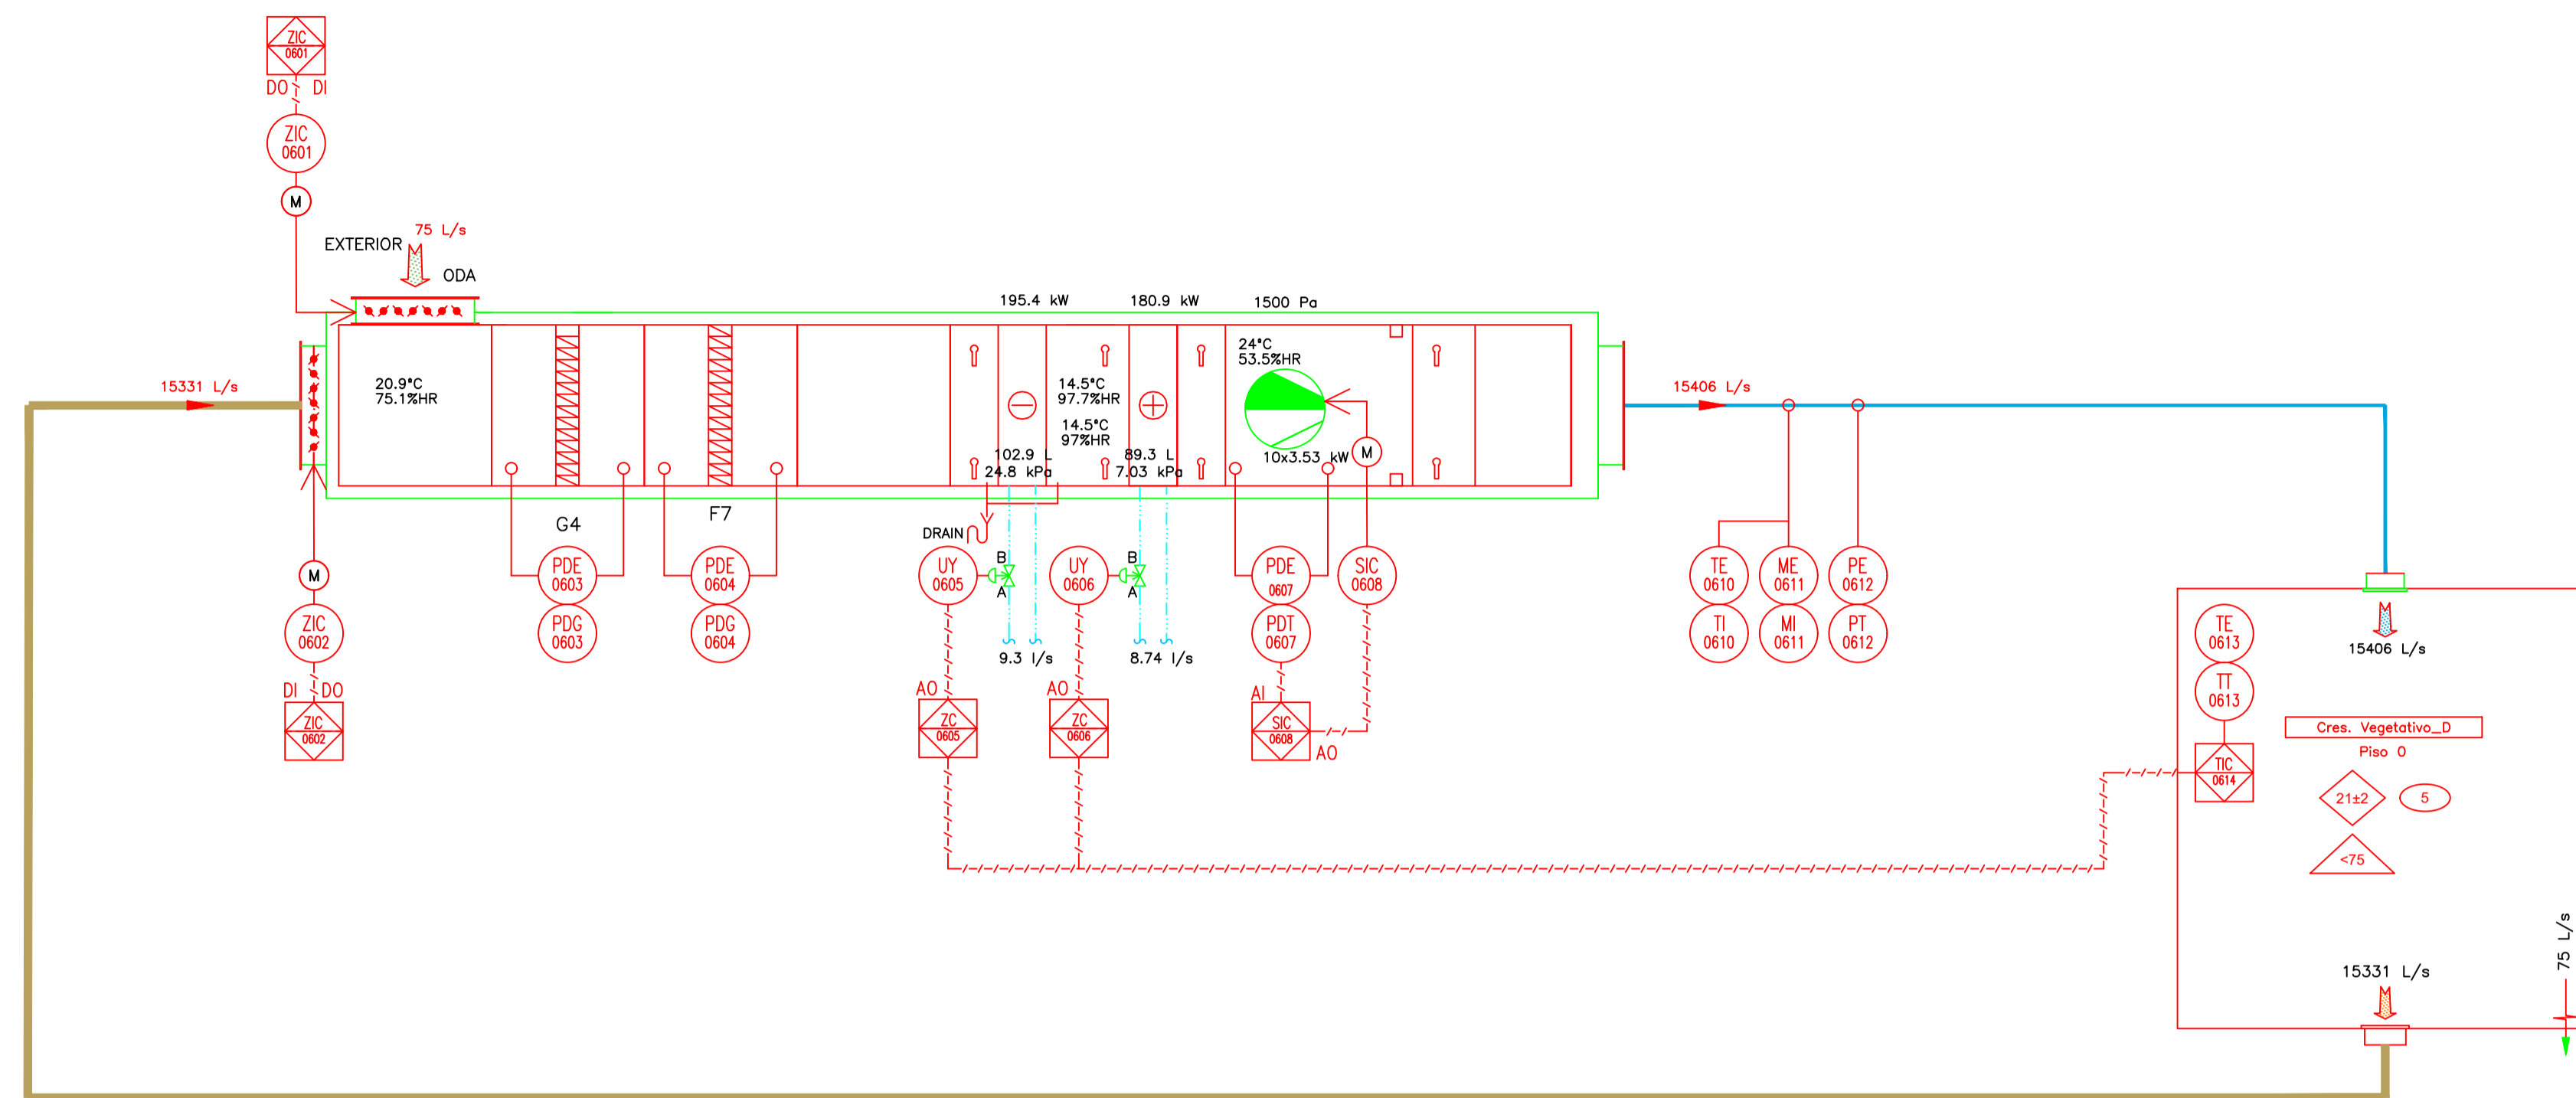 ZIC
0601
DO DI
ZIC
0601
M
75 L/s
EXTERIOR
ODA
195.4 kW
180.9 kW
1500 Pa
15331 L/s
20.9°C
75.1%HR
14.5°C
97.7%HR
14.5°C
97%HR
24°C
53.5%HR
15406 L/s
102.9 L
24.8 kPa
89.3 L
7.03 kPa
10x3.53 kW
M
G4
F7
DRAIN
M
ZIC
0602
DI DO
ZIC
0602
PDE
0603
PDG
0603
PDE
0604
PDG
0604
UY
0605
B
A
9.3 l/s
AO
ZC
0605
UY
0606
B
A
8.74 l/s
AO
ZC
0606
PDE
0607
PDT
0607
AI
SIC
0608
AO
SIC
0608
TE
0610
TI
0610
ME
0611
MI
0611
PE
0612
PT
0612
TE
0613
TT
0613
TIC
0614
15406 L/s
Cres. Vegetativo_D
Piso 0
21±2
5
<75
15331 L/s
75 L/s